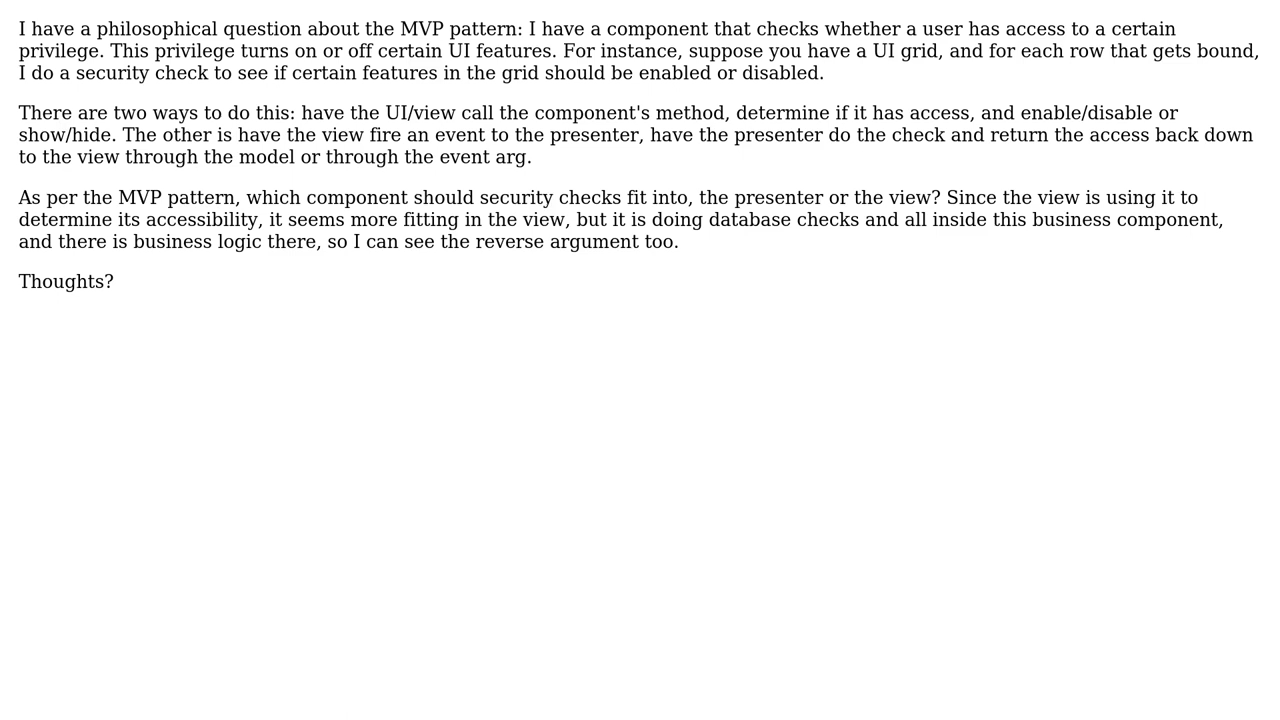 I have a philosophical question about the MVP pattern: I have a component that checks whether a user has access to a certain
privilege. This privilege turns on or off certain UI features. For instance, suppose you have a UI grid, and for each row that gets bound,
I do a security check to see if certain features in the grid should be enabled or disabled.
There are two ways to do this: have the UI/view call the component's method, determine if it has access, and enable/disable or
show/hide. The other is have the view fire an event to the presenter, have the presenter do the check and return the access back down
to the view through the model or through the event arg.
As per the MVP pattern, which component should security checks fit into, the presenter or the view? Since the view is using it to
determine its accessibility, it seems more fitting in the view, but it is doing database checks and all inside this business component,
and there is business logic there, so I can see the reverse argument too.
Thoughts?